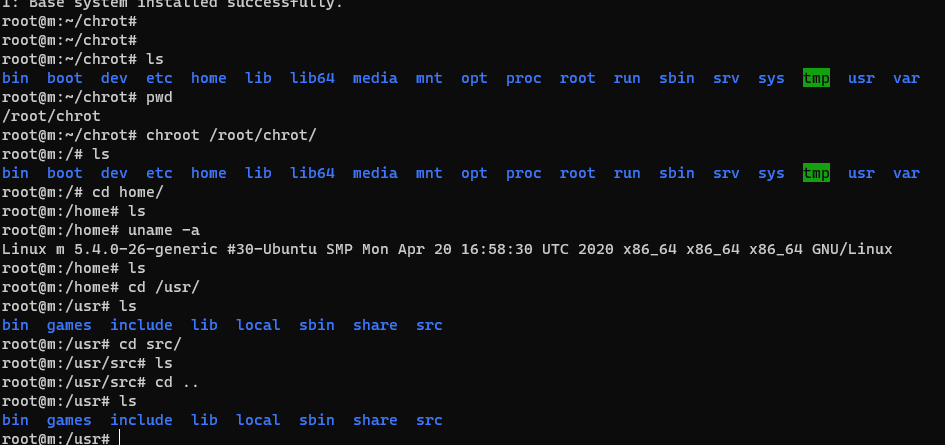 I: Base system installed successfully.
root@m:~/chrot#
root@m:~/chrot#
root@m:~/chrot# ls
bin boot dev etc home lib lib64 media mnt opt proc root run sbin srv sys tmp usr var
root@m:~/chrot# pwd
/root/chrot
root@m:~/chrot# chroot /root/chrot/
root@m:/# ls
bin boot dev etc home lib lib64 media mnt opt proc root run sbin srv sys tmp usr var
root@m:/# cd home/
root@m:/home# ls
root@m:/home# uname -a
Linux m 5.4.0-26-generic #30-Ubuntu SMP Mon Apr 20 16:58:30 UTC 2020 x86_64 x86_64 x86_64 GNU/Linux
root@m:/home# ls
root@m:/home# cd /usr/
root@m:/usr# ls
bin games include lib local sbin share src
root@m:/usr# cd src/
root@m:/usr/src# ls
root@m:/usr/src# cd ..
root@m:/usr# ls
bin games include lib local sbin share src
root@m:/usr#